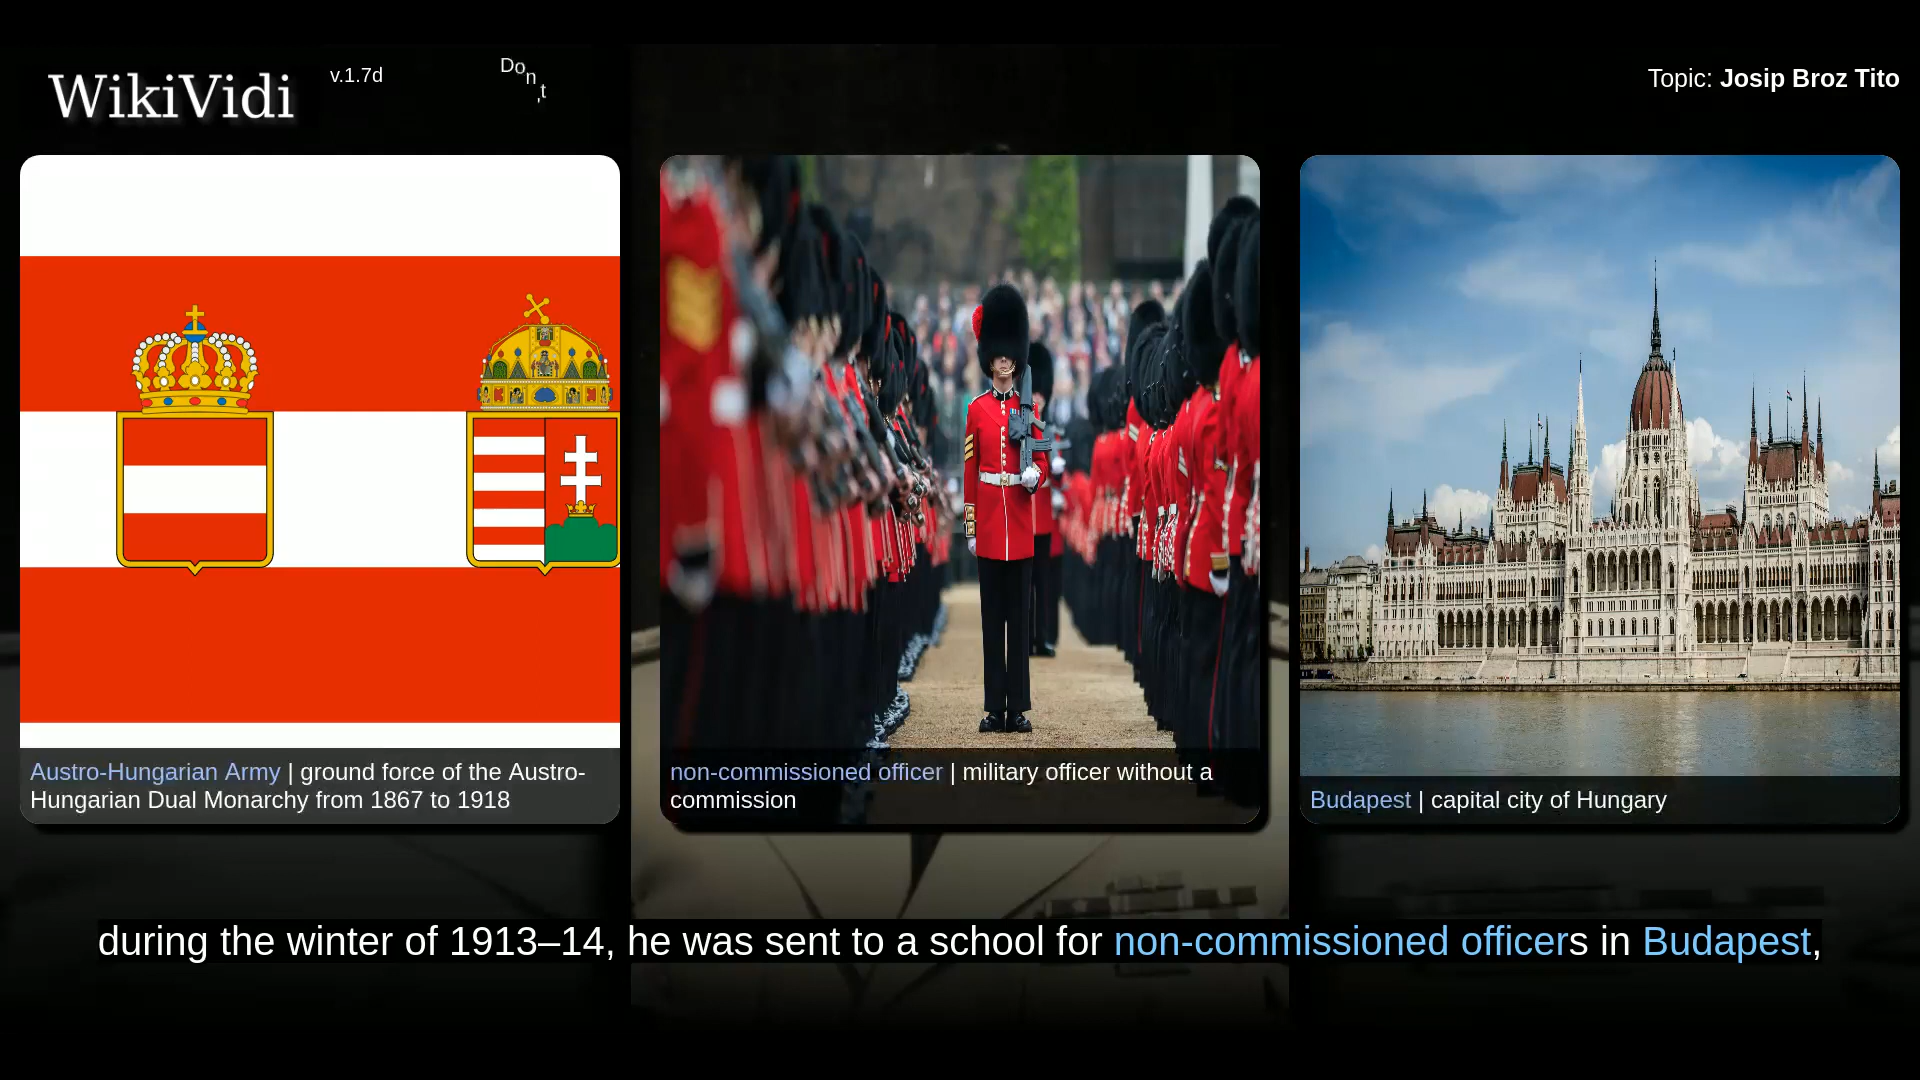 WikiVidi
v.1.7d
Don't
Topic: Josip Broz Tito
Austro-Hungarian Army | ground force of the Austro-
Hungarian Dual Monarchy from 1867 to 1918
non-commissioned officer | military officer without a
commission
Budapest | capital city of Hungary
during the winter of 1913–14, he was sent to a school for non-commissioned officers in Budapest,